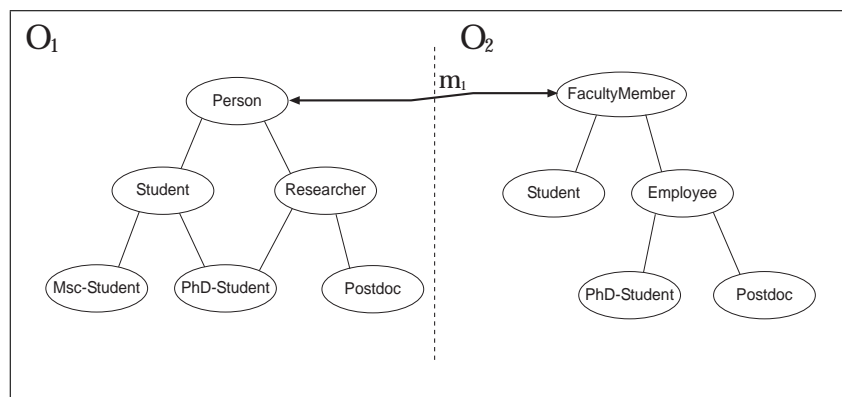 O1
O2
m1
Person
FacultyMember
Student
Researcher
Student
Employee
Msc-Student
PhD-Student
Postdoc
PhD-Student
Postdoc